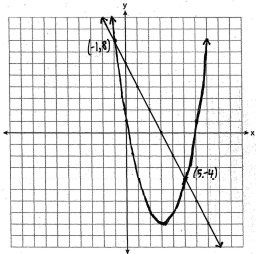 y
(-1,8)
x
(5,-4)